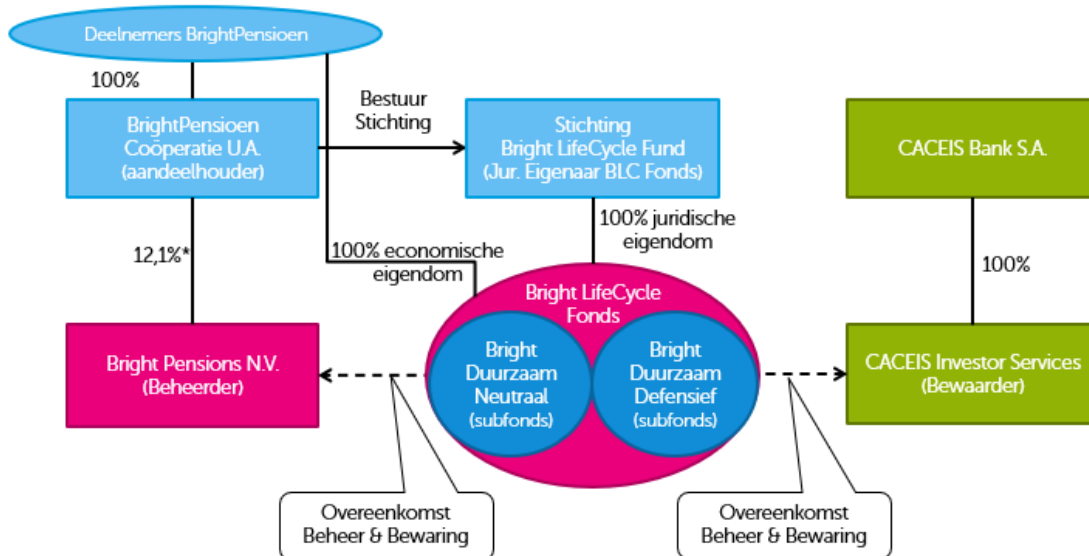 Deelnemers BrightPensioen
100%
BrightPensioen
Coöperatie U.A.
(aandeelhouder)
Bestuur
Stichting
Stichting
Bright LifeCycle Fund
(Jur. Eigenaar BLC Fonds)
CACEIS Bank S.A.
12,1%*
100% economische
eigendom
100% juridische
eigendom
100%
Bright LifeCycle
Fonds
Bright Pensions N.V.
(Beheerder)
Bright
Duurzaam
Neutraal
(subfonds)
Bright
Duurzaam
Defensief
(subfonds)
CACEIS Investor Services
(Bewaarder)
Overeenkomst
Beheer & Bewaring
Overeenkomst
Beheer & Bewaring